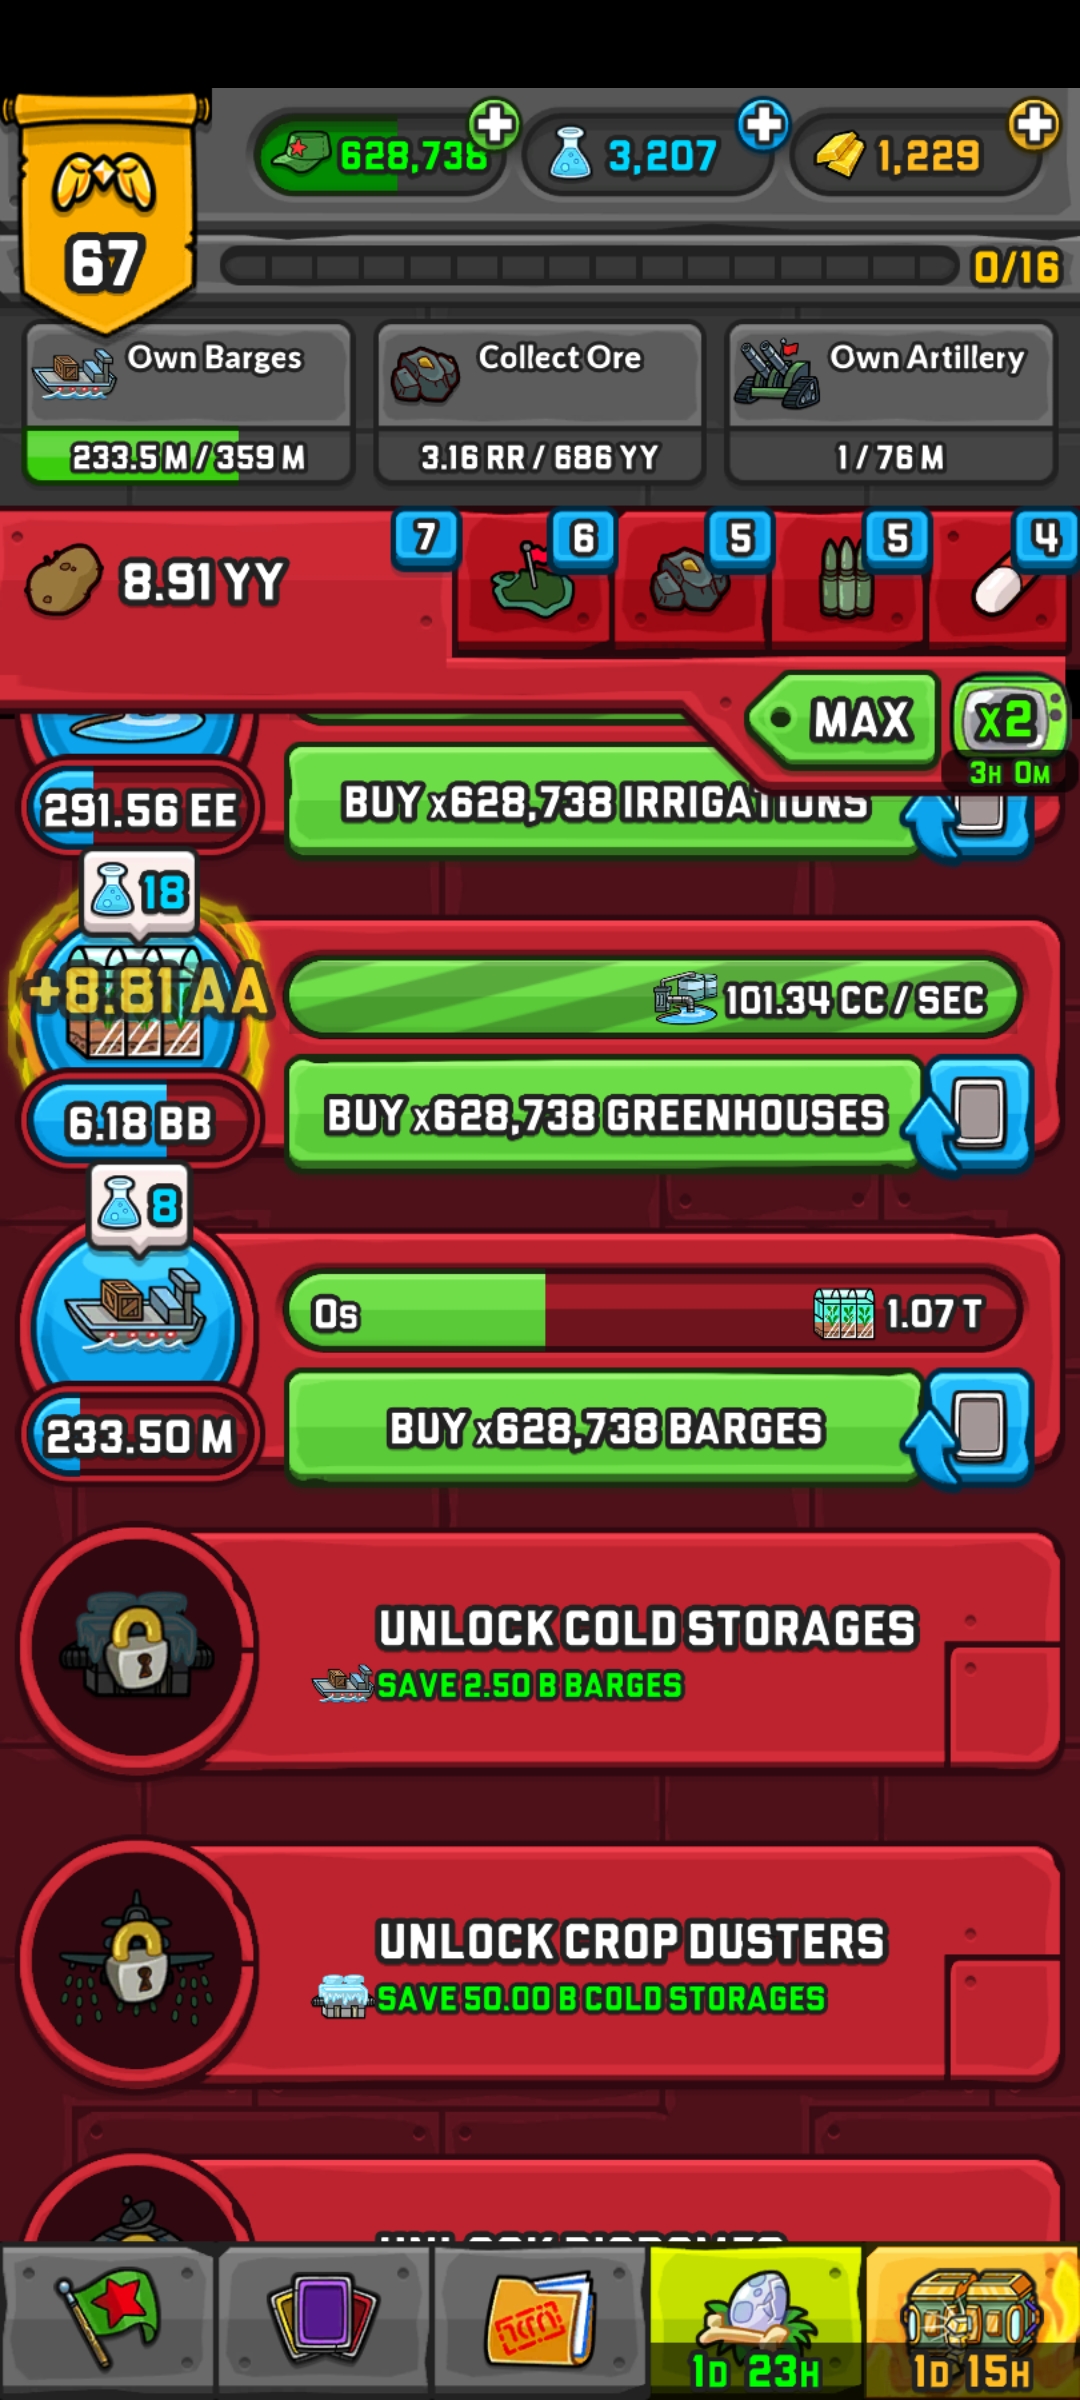 628,738
3,207
1,229
67
0/16
Own Barges
233.5 M / 359 M
Collect Ore
3.16 RR / 686 YY
Own Artillery
1 / 76 M
8.91 YY
7
6
5
5
4
MAX
x2
3H 0M
291.56 EE
BUY x628,738 IRRIGATIONS
18
+8.81 AA
101.34 CC / SEC
6.18 BB
BUY x628,738 GREENHOUSES
8
0s
1.07 T
233.50 M
BUY x628,738 BARGES
UNLOCK COLD STORAGES
SAVE 2.50 B BARGES
UNLOCK CROP DUSTERS
SAVE 50.00 B COLD STORAGES
UNLOCK
1D 23H
1D 15H